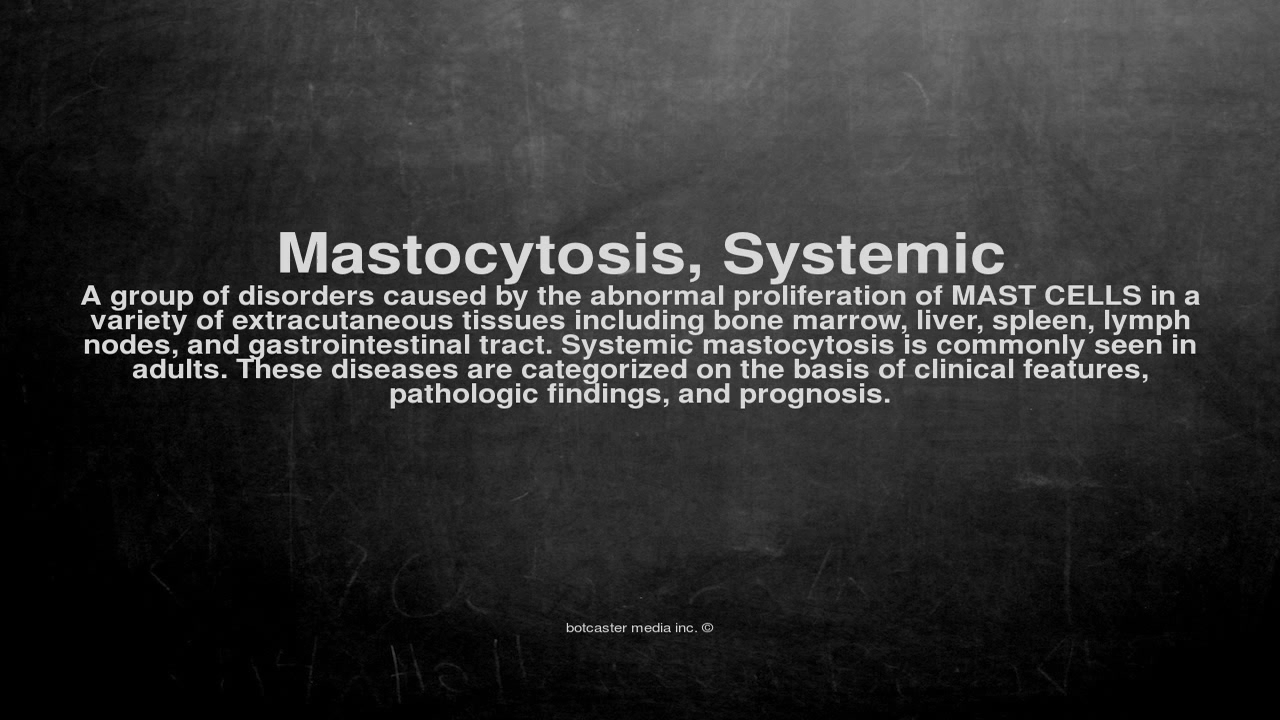 Mastocytosis, Systemic
A group of disorders caused by the abnormal proliferation of MAST CELLS in a
variety of extracutaneous tissues including bone marrow, liver, spleen, lymph
nodes, and gastrointestinal tract. Systemic mastocytosis is commonly seen in
adults. These diseases are categorized on the basis of clinical features,
pathologic findings, and prognosis.
botcaster media inc. ©